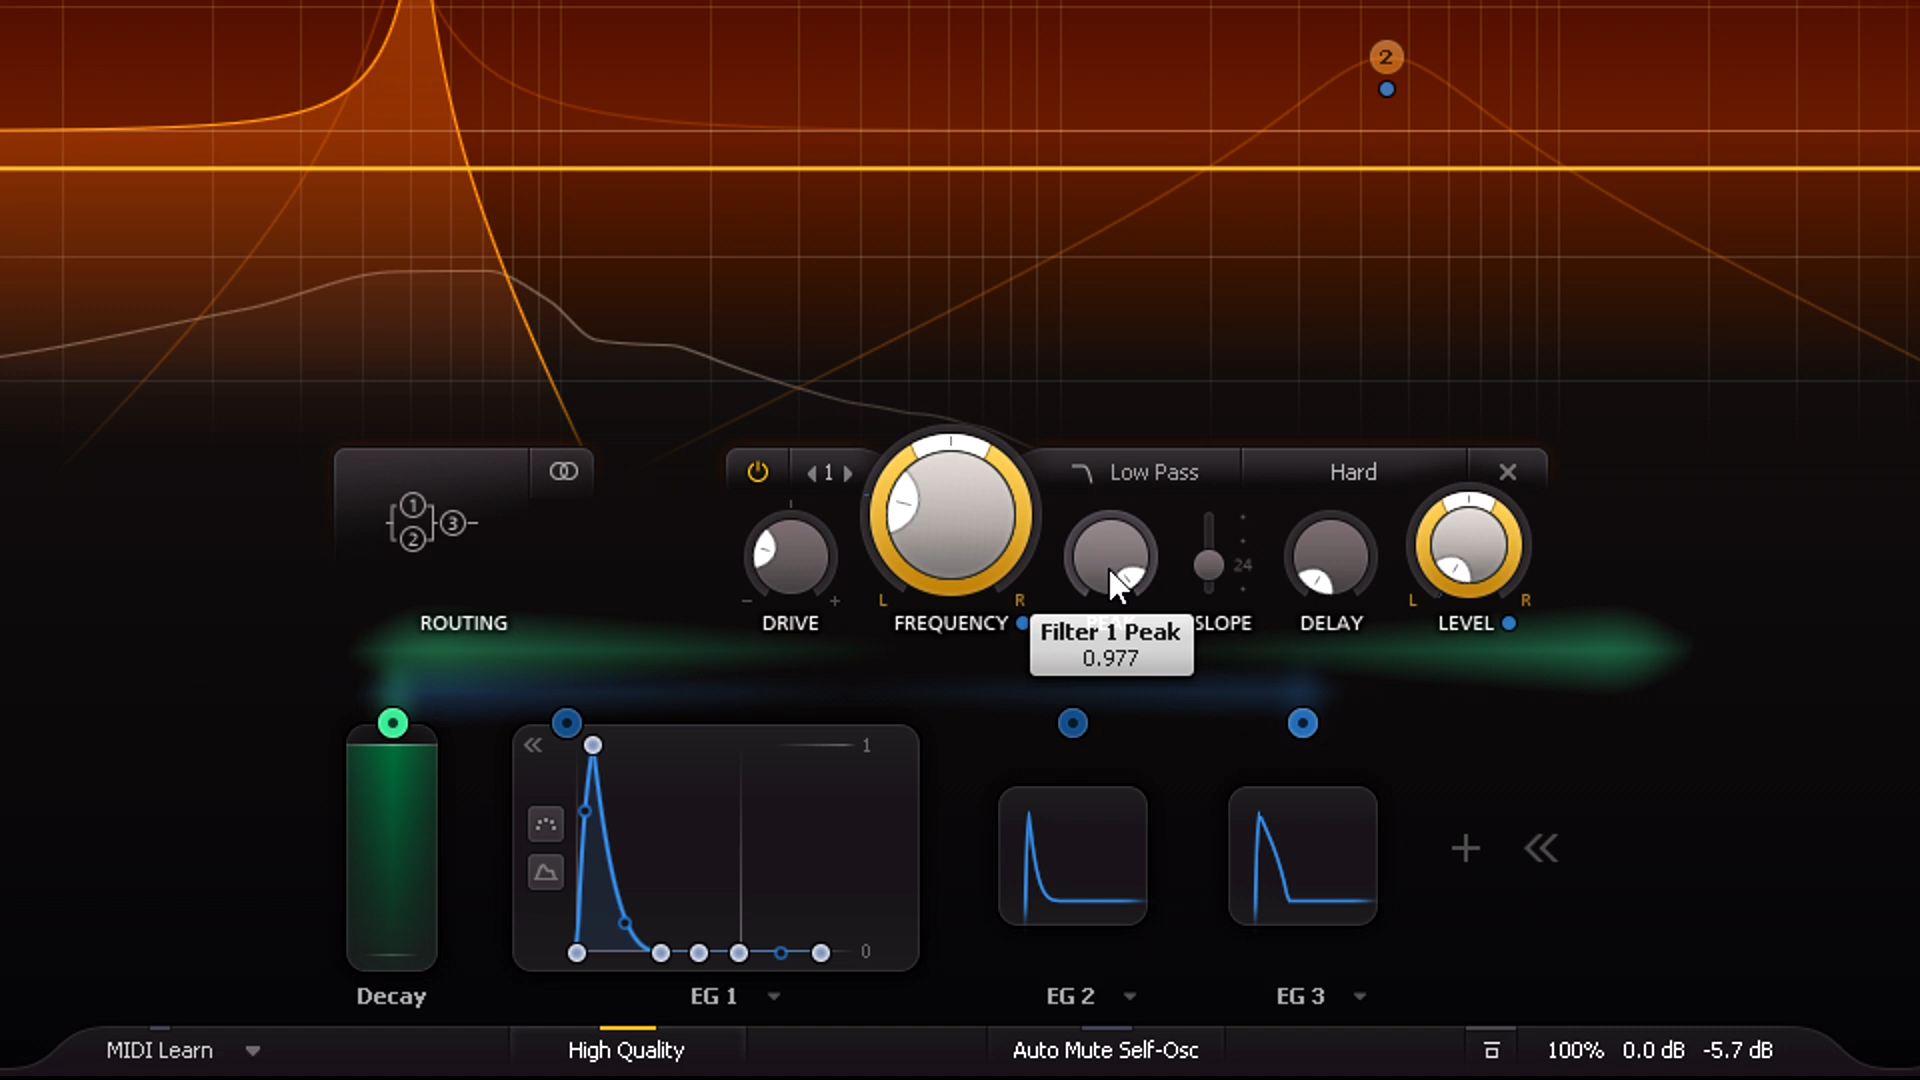 2
1 Low Pass Hard
1
2 3
24
- + L R L R
ROUTING DRIVE FREQUENCY SLOPE DELAY LEVEL
Filter 1 Peak
0.977
1
0
Decay EG 1 EG 2 EG 3
MIDI Learn High Quality Auto Mute Self-Osc 100% 0.0 dB -5.7 dB